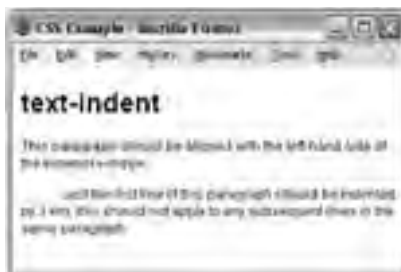 CSS Example - Mozilla Firefox
File Edit View History Bookmarks Tools Help
text-indent
This paragraph should be aligned with the left-hand side of
the browser window.
Just the first line of this paragraph should be indented
by 3 em, this should not apply to any subsequent lines in the
same paragraph.